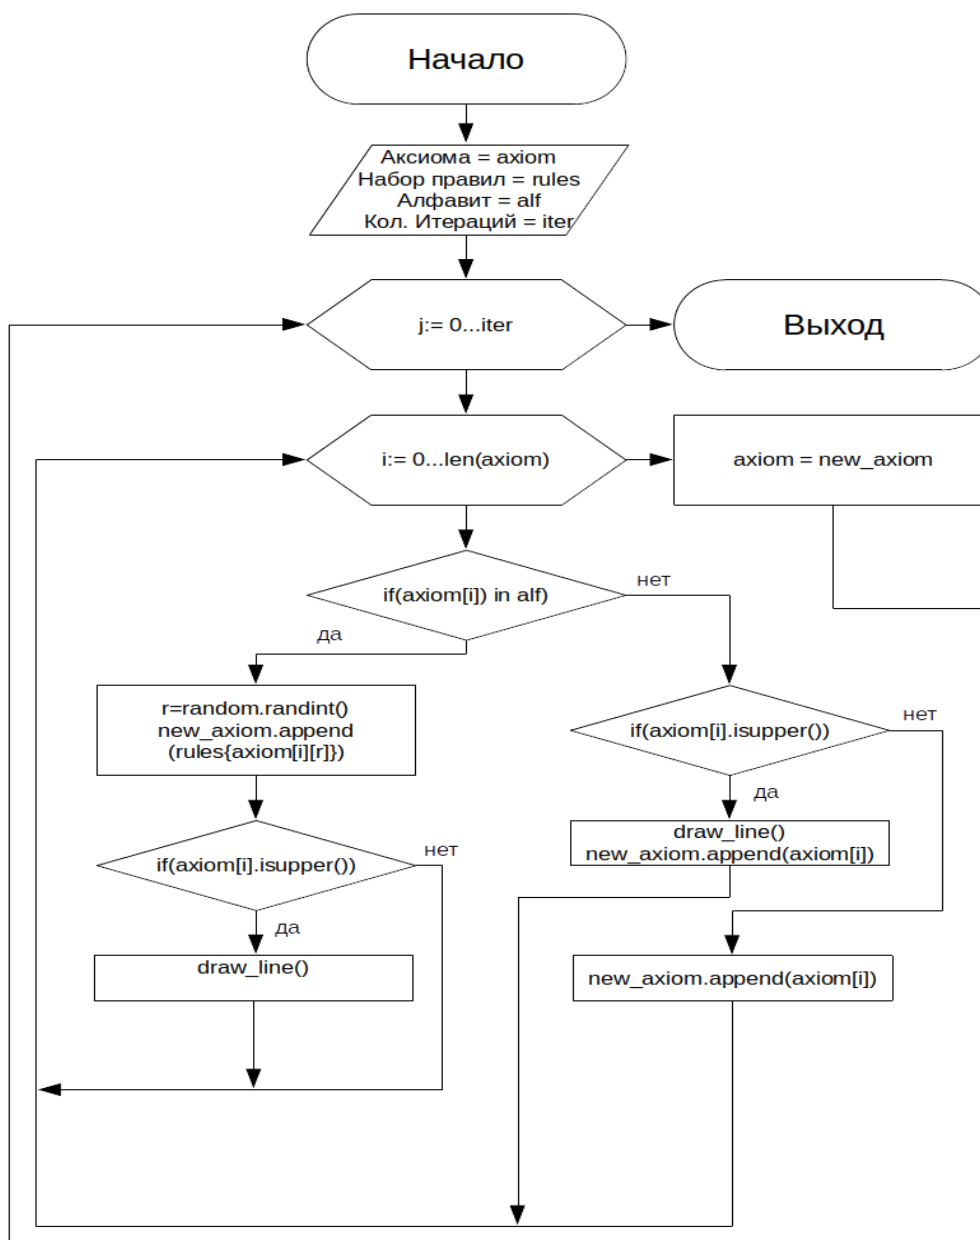 Начало
Аксиома = axiom
Набор правил = rules
Алфавит = alf
Кол. Итераций = iter
j:= 0...iter
Выход
i:= 0...len(axiom)
axiom = new_axiom
if(axiom[i]) in alf)
нет
да
r=random.randint()
new_axiom.append
(rules{axiom[i][r]})
if(axiom[i].isupper())
нет
да
draw_line()
new_axiom.append(axiom[i])
if(axiom[i].isupper())
нет
да
draw_line()
new_axiom.append(axiom[i])